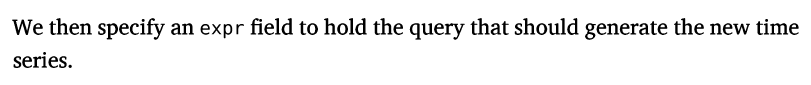 We then specify an expr field to hold the query that should generate the new time
series.